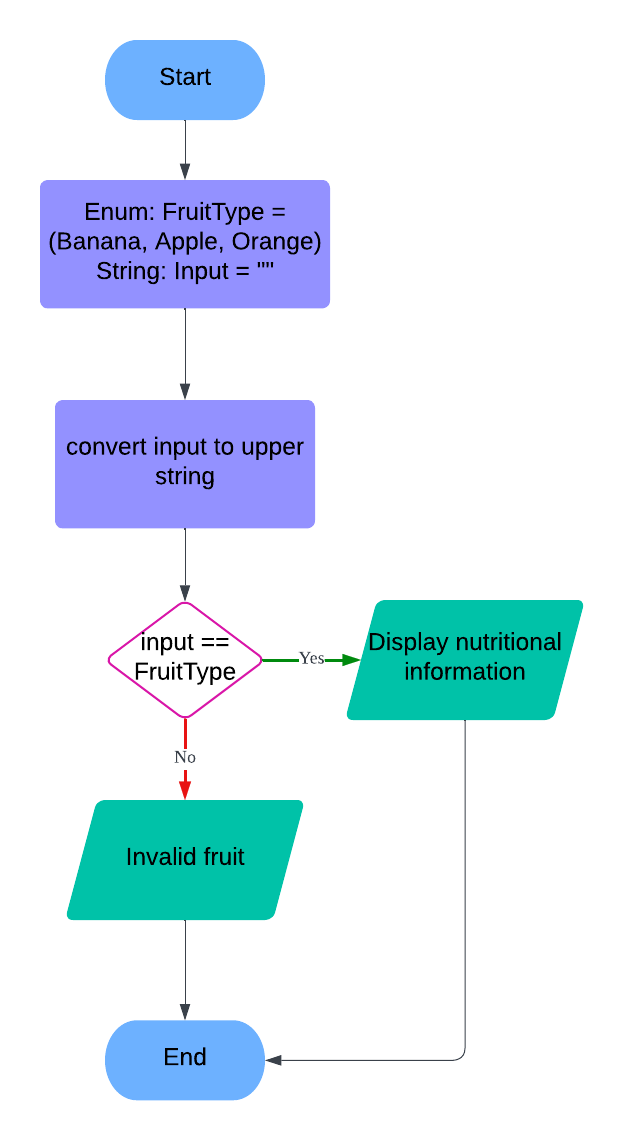 Start
Enum: FruitType =
(Banana, Apple, Orange)
String: Input = ""
convert input to upper
string
input ==
FruitType
Yes
Display nutritional
information
No
Invalid fruit
End